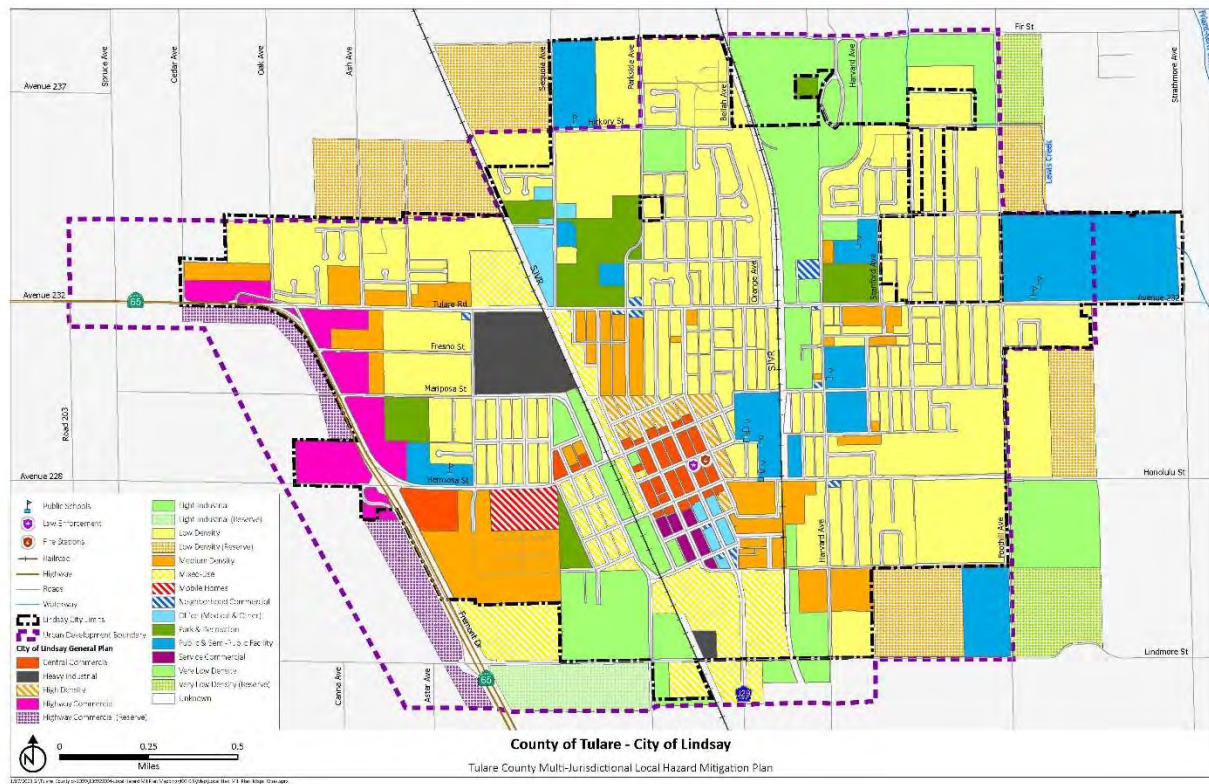 Fir St
Spruce Ave
Cedar Ave
Oak Ave
Ash Ave
Sequoia Ave
Parkside Ave
Bellah Ave
Harvard Ave
Strathmore Ave
Avenue 237
Hickory St
Lewis Creek
SJVR
Orange Ave
Avenue 232
65
Tulare Rd
Avenue 232
Fresno St
SJVR
Mariposa St
Road 203
Avenue 228
Hermosa St
Honolulu St
Harvard Ave
Foothill Ave
Fremont Dr
Lindmore St
Aster Ave
65
Public Schools
Law Enforcement
Fire Stations
Railroad
Highway
Roads
Waterway
Lindsay City Limits
Urban Development Boundary
City of Lindsay General Plan
Central Commercial
Heavy Industrial
High Density
Highway Commercial
Highway Commercial (Reserve)
Light Industrial
Light Industrial (Reserve)
Low Density
Low Density (Reserve)
Medium Density
Mixed-Use
Mobile Homes
Neighborhood Commercial
Office (Medical & Other)
Park & Recreation
Public & Semi-Public Facility
Service Commercial
Very Low Density
Very Low Density (Reserve)
Unknown
N
0 0.25 0.5
Miles
County of Tulare - City of Lindsay
Tulare County Multi-Jurisdictional Local Hazard Mitigation Plan